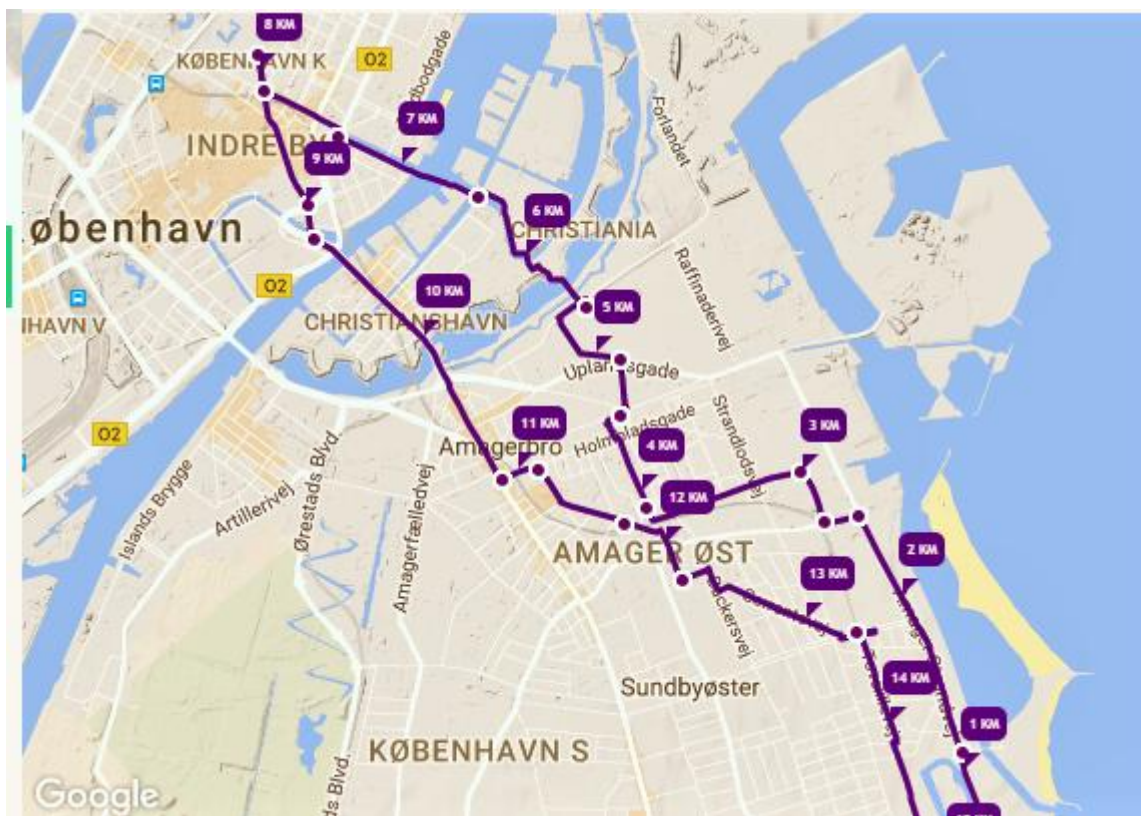 8 KM
KØBENHAVN K
O2
7 KM
INDRE BY
9 KM
Forlandet
6 KM
CHRISTIANIA
øbenhavn
Raffinaderivej
O2
10 KM
CHRISTIANSHAVN
HAVN V
5 KM
Uplandsgade
O2
11 KM
Holmbladsgade
Strandlodsvej
3 KM
Amagerbro
4 KM
Islands Brygge
Artillerivej
Ørestads Blvd.
Amagerfælledvej
12 KM
AMAGER ØST
2 KM
13 KM
Sundbyøster
14 KM
KØBENHAVN S
1 KM
Google